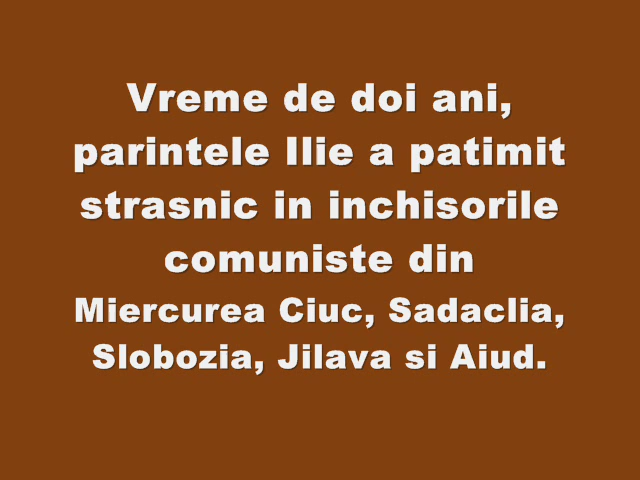 Vreme de doi ani,
parintele Ilie a patimit
strasnic in inchisorile
comuniste din
Miercurea Ciuc, Sadaclia,
Slobozia, Jilava si Aiud.